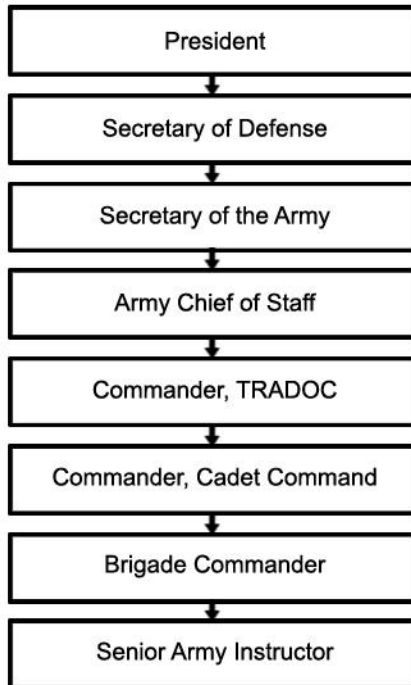 President
Secretary of Defense
Secretary of the Army
Army Chief of Staff
Commander, TRADOC
Commander, Cadet Command
Brigade Commander
Senior Army Instructor